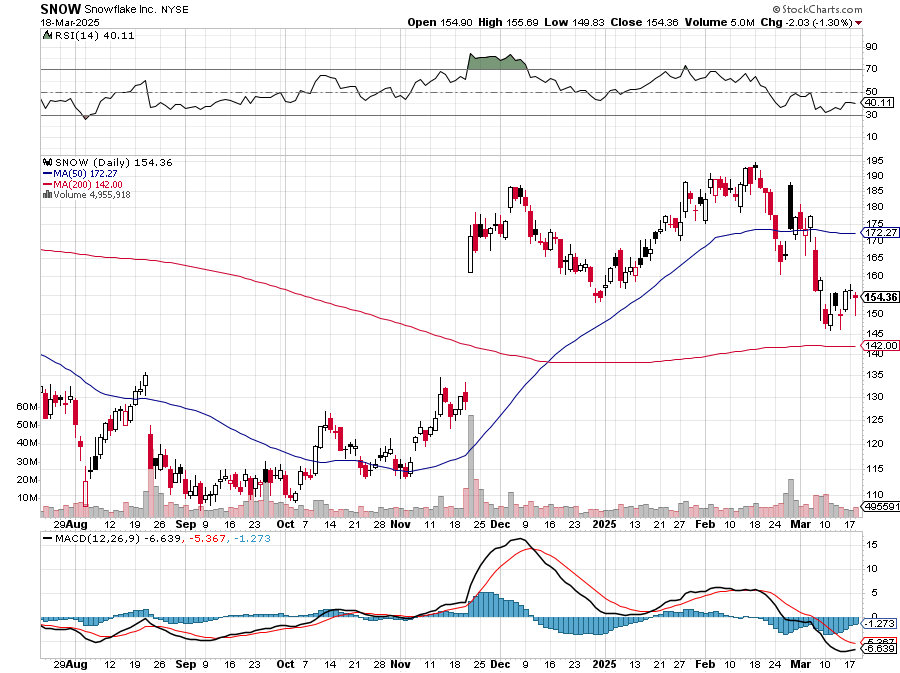 SNOW Snowflake Inc. NYSE
© StockCharts.com
18-Mar-2025
Open 154.90 High 155.69 Low 149.83 Close 154.36 Volume 5.0M Chg -2.03 (-1.30%)
RSI(14) 40.11
90
70
50
40.11
30
10
SNOW (Daily) 154.36
MA(50) 172.27
MA(200) 142.00
Volume 4,955,918
195
190
185
180
175
172.27
170
165
160
154.36
150
145
142.00
140
135
130
125
120
115
110
4955918
60M
50M
40M
30M
20M
10M
29 Aug 12 19 26 Sep 9 16 23 Oct 7 14 21 28 Nov 11 18 25 Dec 9 16 23 2025 13 21 27 Feb 10 18 24 Mar 10 17
MACD(12,26,9) -6.639, -5.367, -1.273
15
10
5
0
-1.273
-5.367
-6.639
29 Aug 12 19 26 Sep 9 16 23 Oct 7 14 21 28 Nov 11 18 25 Dec 9 16 23 2025 13 21 27 Feb 10 18 24 Mar 10 17